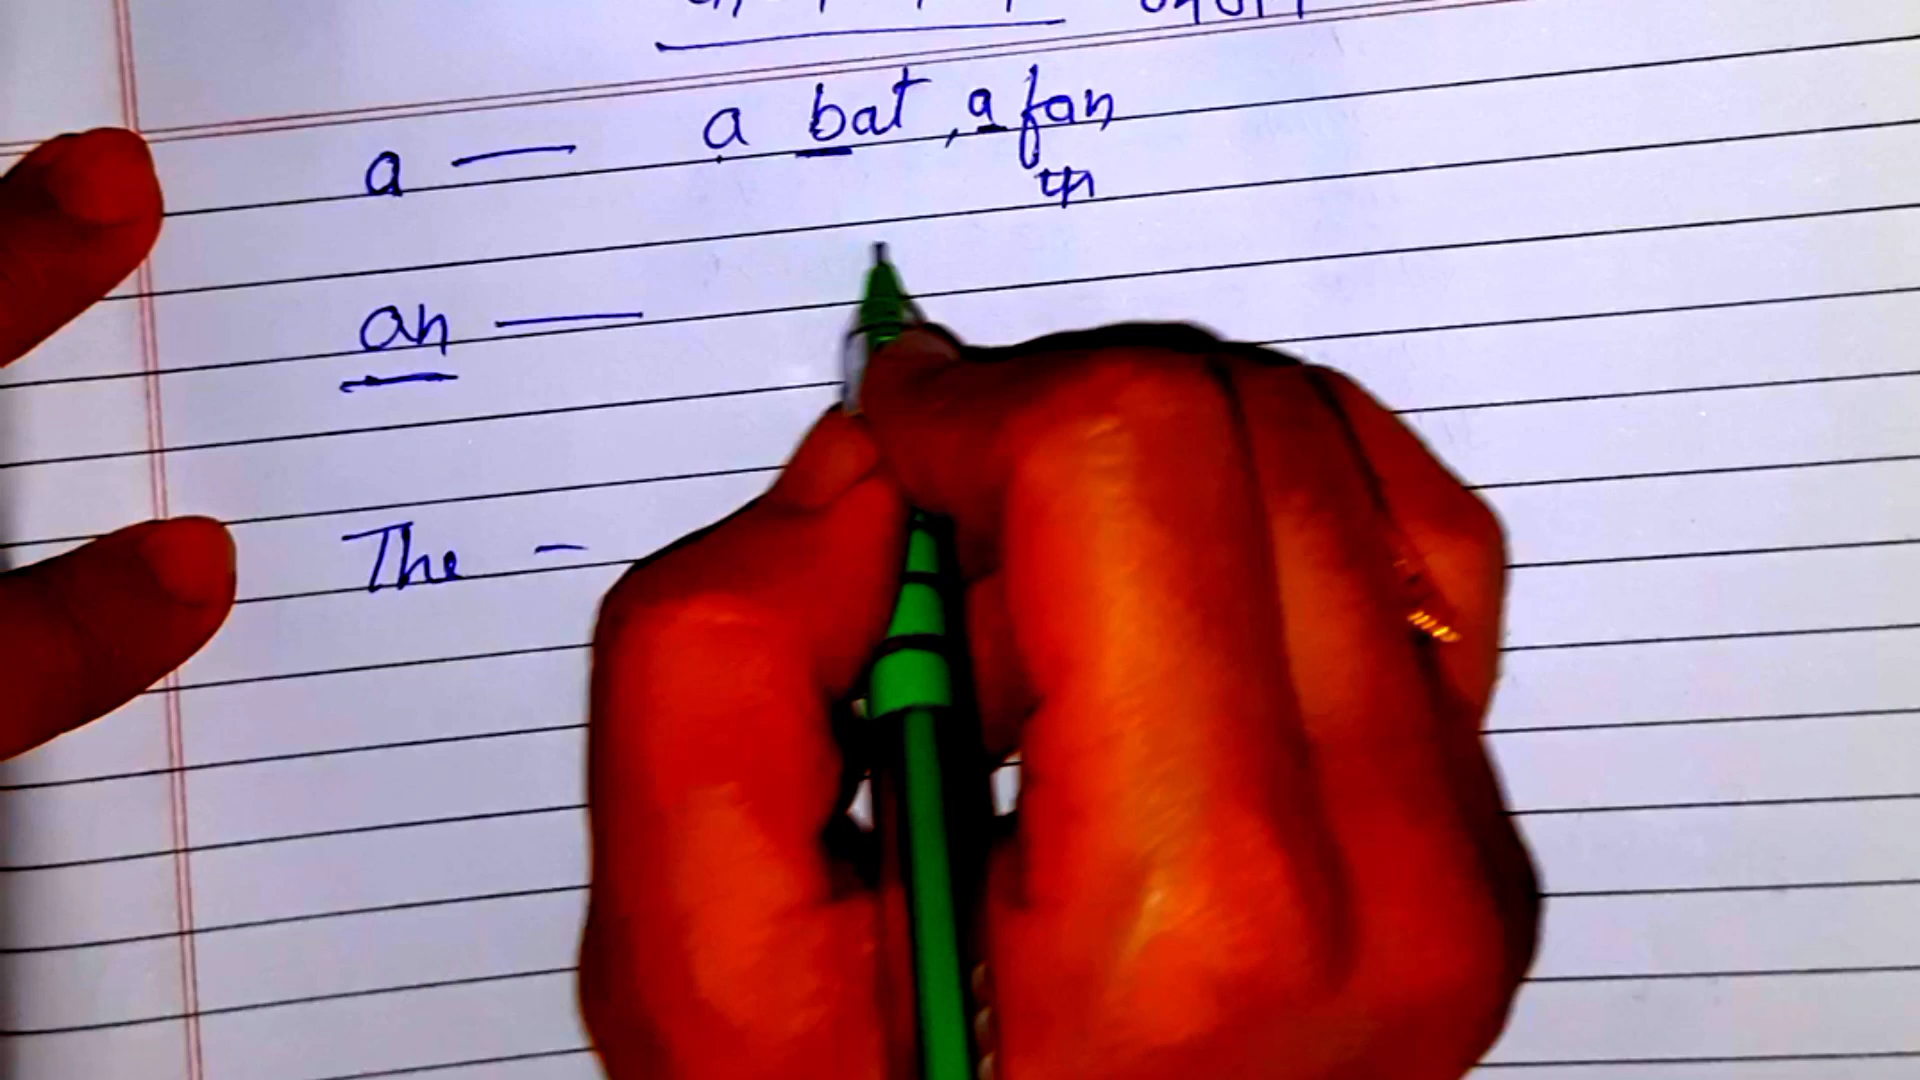 a — a bat, a fan
फ
an —
The -